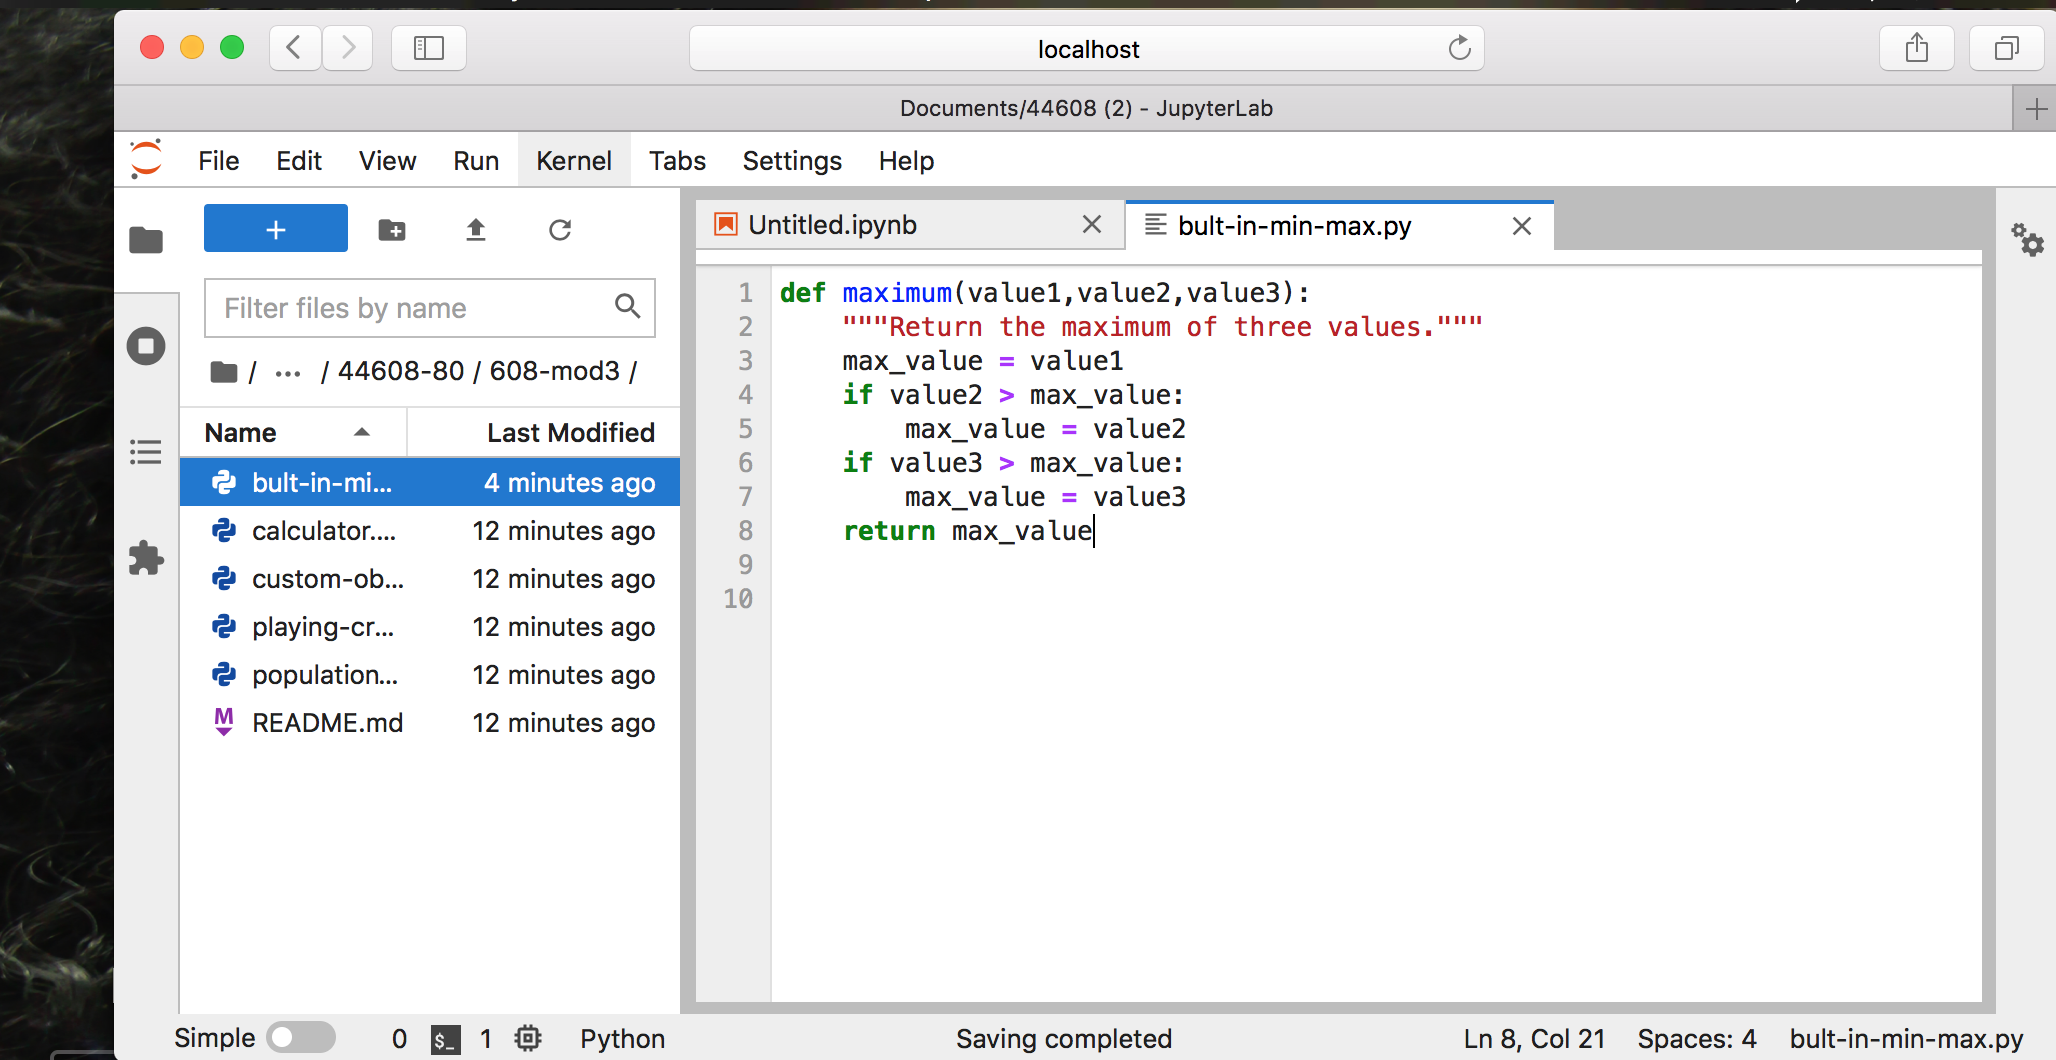 localhost
Documents/44608 (2) - JupyterLab
File Edit View Run Kernel Tabs Settings Help
+
Filter files by name
/ ... / 44608-80 / 608-mod3 /
Name Last Modified
bult-in-mi... 4 minutes ago
calculator.... 12 minutes ago
custom-ob... 12 minutes ago
playing-cr... 12 minutes ago
population... 12 minutes ago
M README.md 12 minutes ago
Untitled.ipynb bult-in-min-max.py
1 def maximum(value1,value2,value3):
2     """Return the maximum of three values."""
3     max_value = value1
4     if value2 > max_value:
5         max_value = value2
6     if value3 > max_value:
7         max_value = value3
8     return max_value
9
10
Simple 0 $_ 1 Python Saving completed Ln 8, Col 21 Spaces: 4 bult-in-min-max.py